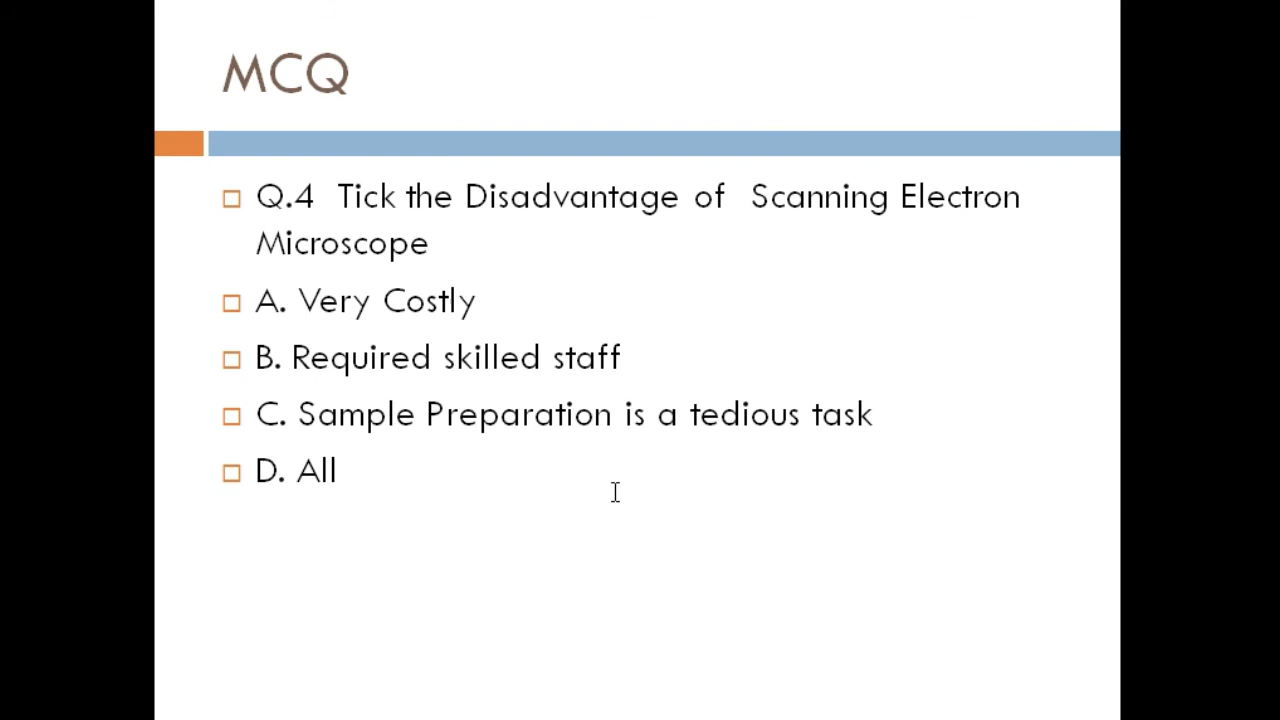 MCQ
Q.4 Tick the Disadvantage of Scanning Electron
Microscope
A. Very Costly
B. Required skilled staff
C. Sample Preparation is a tedious task
D. All